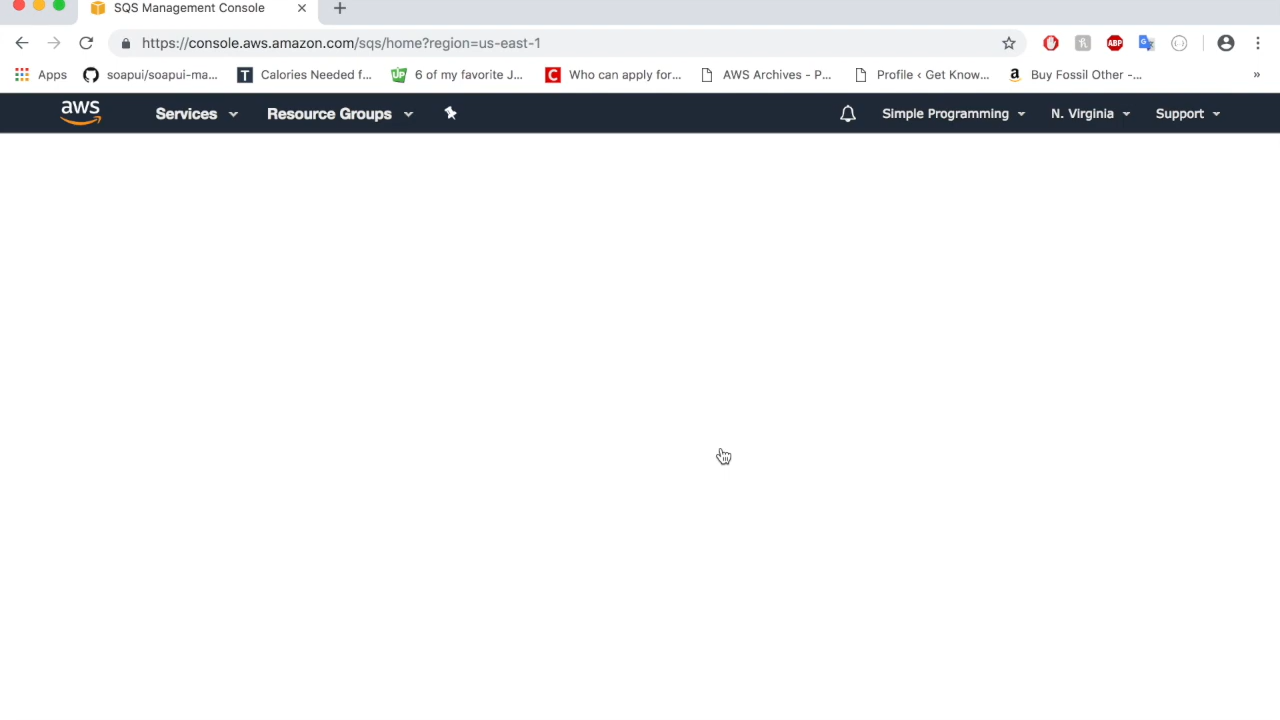 SQS Management Console
https://console.aws.amazon.com/sqs/home?region=us-east-1
ABP
Apps soapui/soapui-ma... T Calories Needed f... UP 6 of my favorite J... C Who can apply for... AWS Archives - P... Profile ‹ Get Know... a Buy Fossil Other -... »
aws Services Resource Groups Simple Programming N. Virginia Support